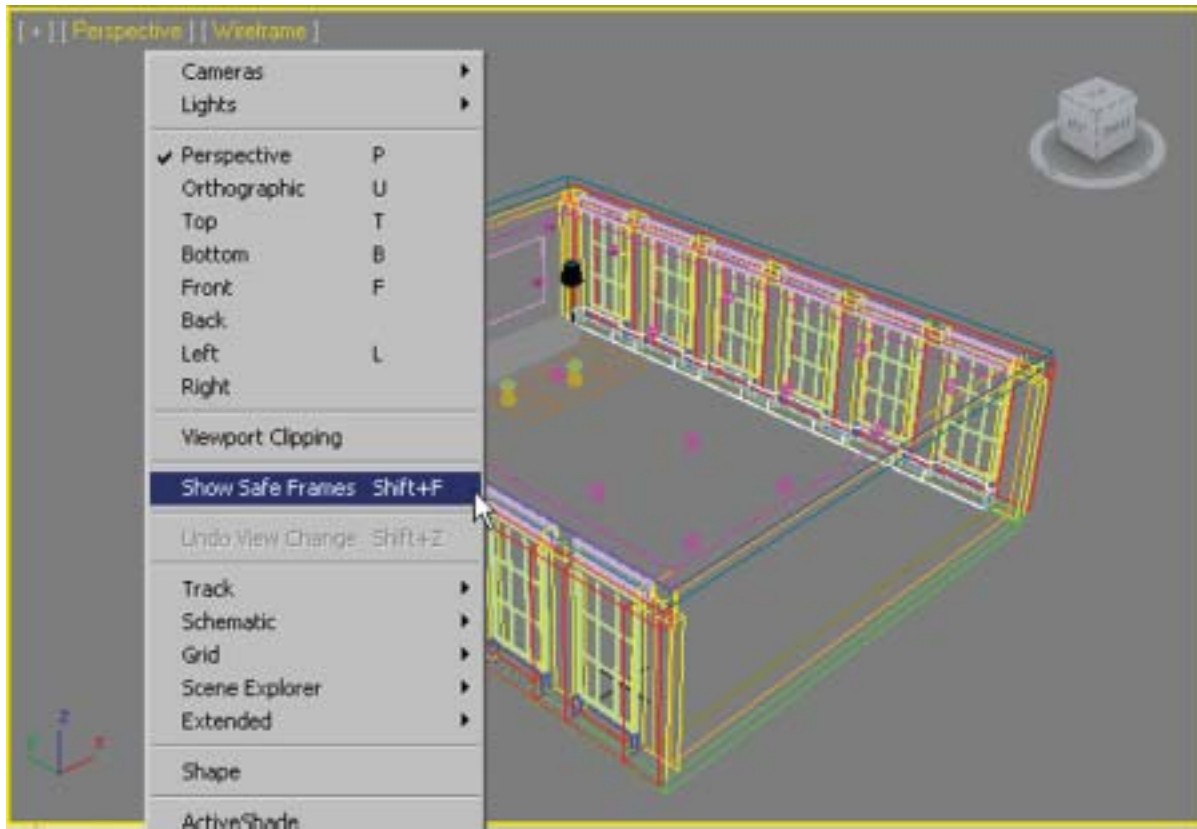 [ + ] [ Perspective ] [ Wireframe ]
Cameras
Lights
Perspective P
Orthographic U
Top T
Bottom B
Front F
Back
Left L
Right
Viewport Clipping
Show Safe Frames Shift+F
Undo View Change Shift+Z
Track
Schematic
Grid
Scene Explorer
Extended
Shape
ActiveShade
z